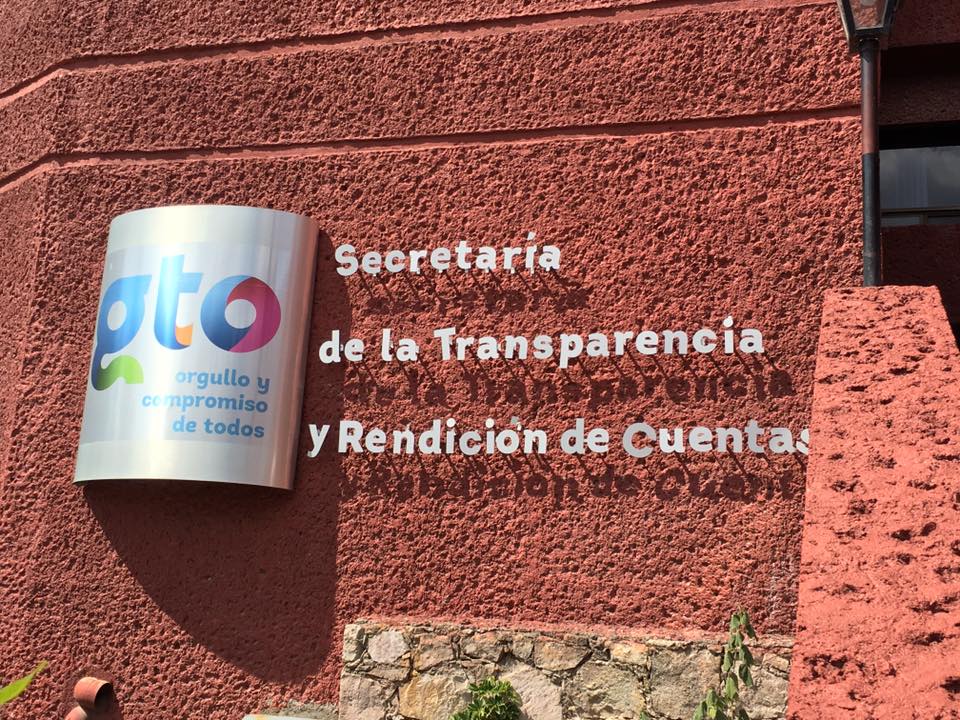 gto
orgullo y
compromiso
de todos
Secretaría
de la Transparencia
y Rendición de Cuentas